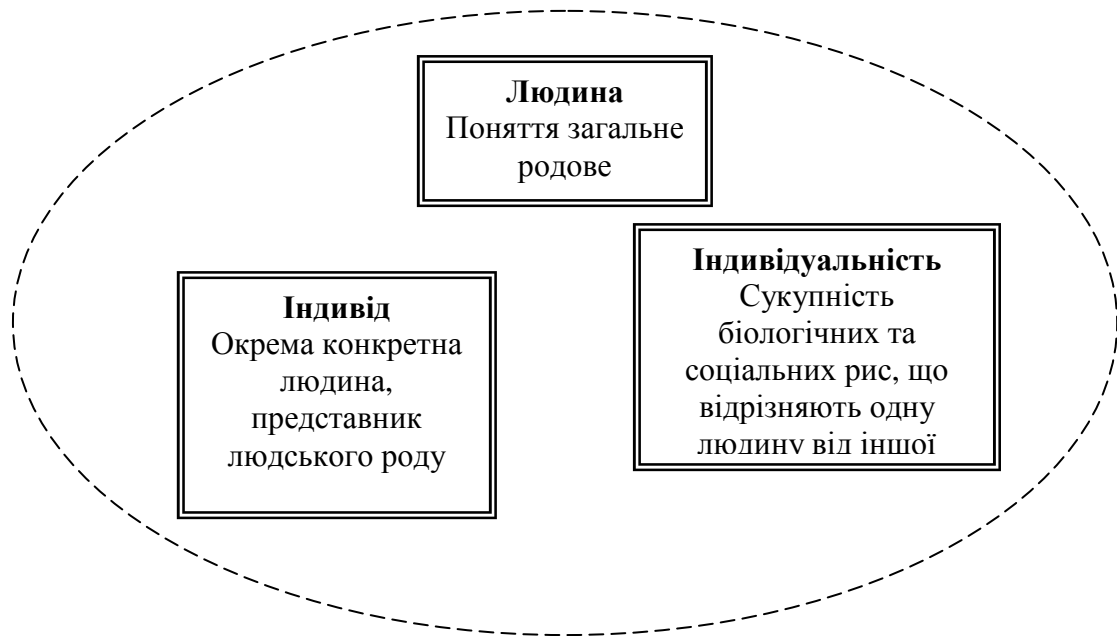 Людина
Поняття загальне
родове
Індивід
Окрема конкретна
людина,
представник
людського роду
Індивідуальність
Сукупність
біологічних та
соціальних рис, що
відрізняють одну
людину від іншої